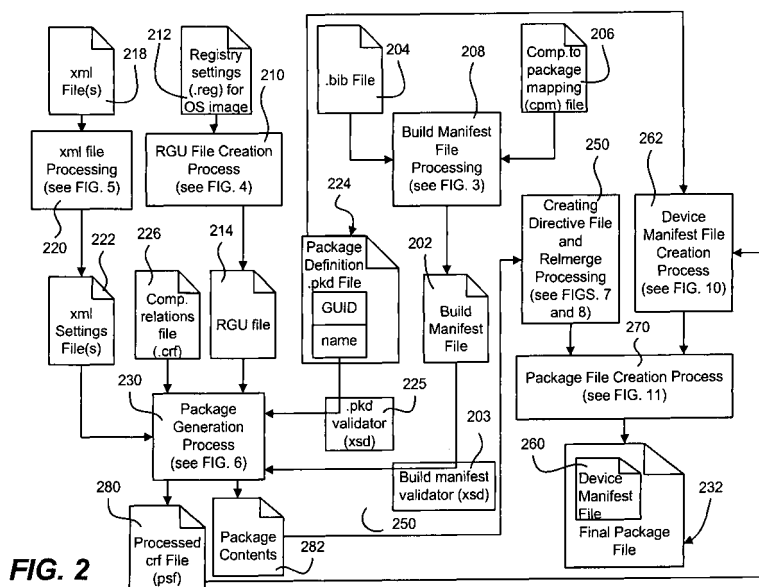 212
xml
File(s)
218
Registry
settings
(.reg) for
OS image
210
.bib File
204
208
Comp.to
package
mapping
(cpm) file
206
xml file
Processing
(see FIG. 5)
220
RGU File Creation
Process
(see FIG. 4)
Build Manifest
File
Processing
(see FIG. 3)
250
262
Creating
Directive File
and
Relmerge
Processing
(see FIGS. 7
and 8)
Device
Manifest File
Creation
Process
(see FIG. 10)
222
226
214
224
202
xml
Settings
File(s)
Comp.
relations
file
(.crf)
RGU file
Package
Definition
.pkd File
GUID
name
Build
Manifest
File
270
Package File Creation Process
(see FIG. 11)
230
Package
Generation
Process
(see FIG. 6)
225
.pkd
validator
(xsd)
203
Build manifest
validator (xsd)
260
Device
Manifest
File
Final Package
File
232
280
Processed
crf File
(psf)
250
Package
Contents
282
FIG. 2